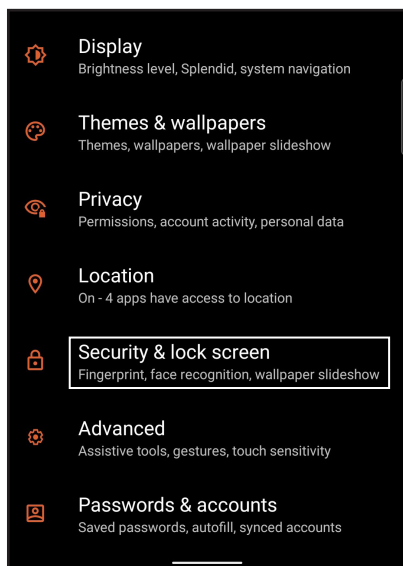 Display
Brightness level, Splendid, system navigation
Themes & wallpapers
Themes, wallpapers, wallpaper slideshow
Privacy
Permissions, account activity, personal data
Location
On - 4 apps have access to location
Security & lock screen
Fingerprint, face recognition, wallpaper slideshow
Advanced
Assistive tools, gestures, touch sensitivity
Passwords & accounts
Saved passwords, autofill, synced accounts